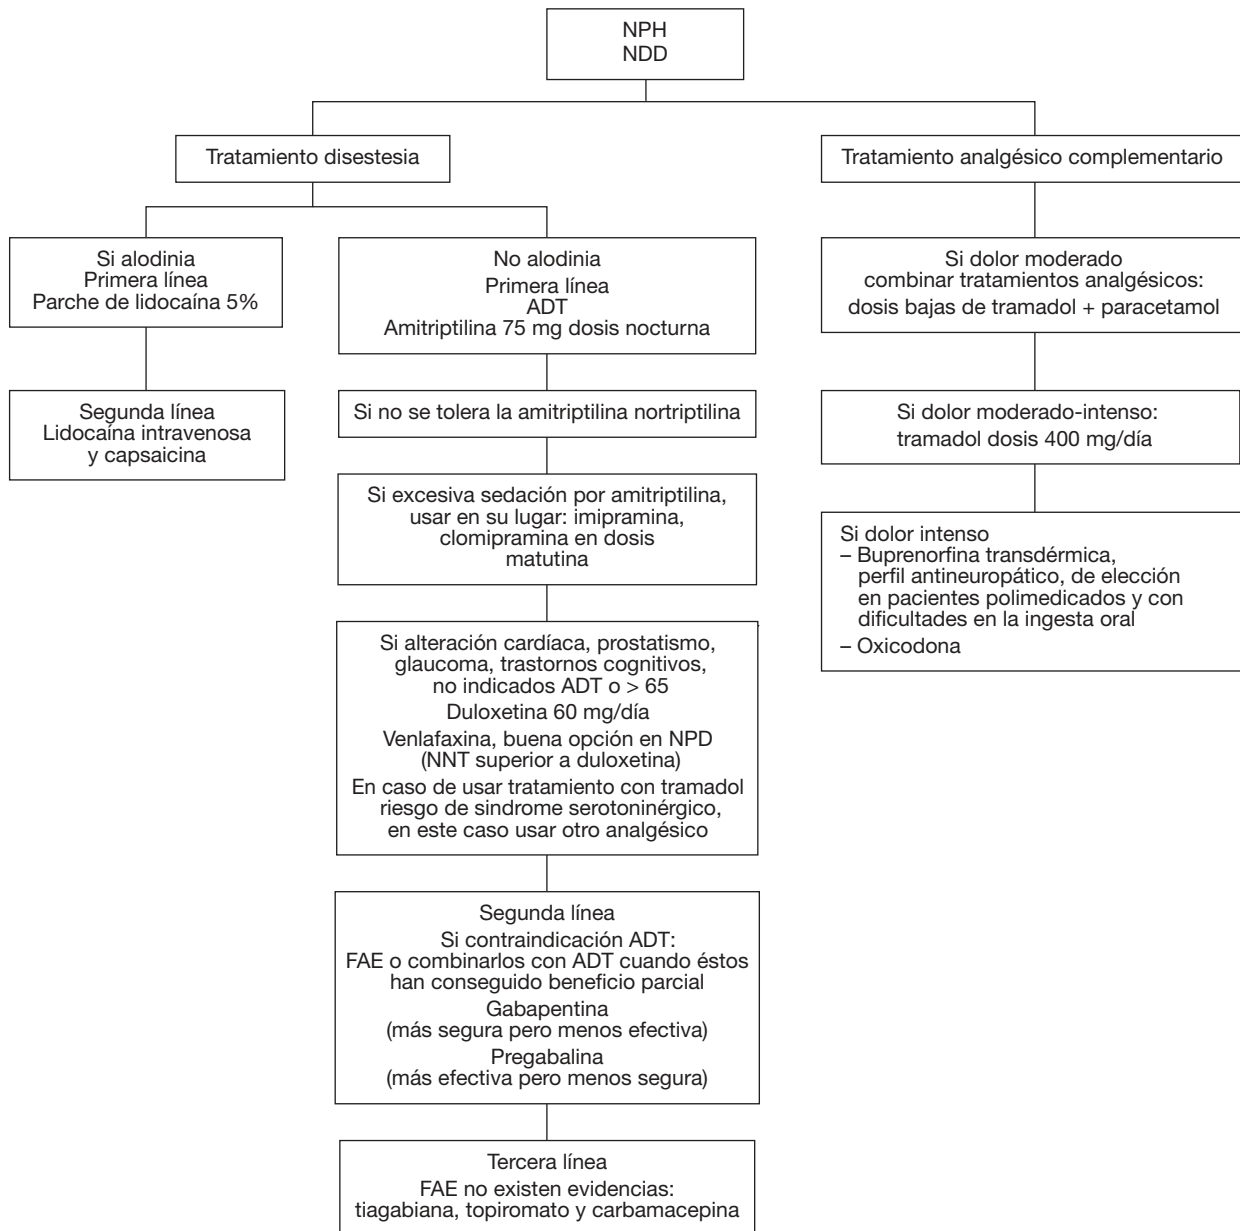 NPH
NDD
Tratamiento disestesia
Tratamiento analgésico complementario
Si alodinia
Primera línea
Parche de lidocaína 5%
Segunda línea
Lidocaína intravenosa
y capsaicina
No alodinia
Primera línea
ADT
Amitriptilina 75 mg dosis nocturna
Si no se tolera la amitriptilina nortriptilina
Si excesiva sedación por amitriptilina,
usar en su lugar: imipramina,
clomipramina en dosis
matutina
Si alteración cardíaca, prostatismo,
glaucoma, trastornos cognitivos,
no indicados ADT o > 65
Duloxetina 60 mg/día
Venlafaxina, buena opción en NPD
(NNT superior a duloxetina)
En caso de usar tratamiento con tramadol
riesgo de sindrome serotoninérgico,
en este caso usar otro analgésico
Segunda línea
Si contraindicación ADT:
FAE o combinarlos con ADT cuando éstos
han conseguido beneficio parcial
Gabapentina
(más segura pero menos efectiva)
Pregabalina
(más efectiva pero menos segura)
Tercera línea
FAE no existen evidencias:
tiagabiana, topiromato y carbamacepina
Si dolor moderado
combinar tratamientos analgésicos:
dosis bajas de tramadol + paracetamol
Si dolor moderado-intenso:
tramadol dosis 400 mg/día
Si dolor intenso
– Buprenorfina transdérmica,
perfil antineuropático, de elección
en pacientes polimedicados y con
dificultades en la ingesta oral
– Oxicodona